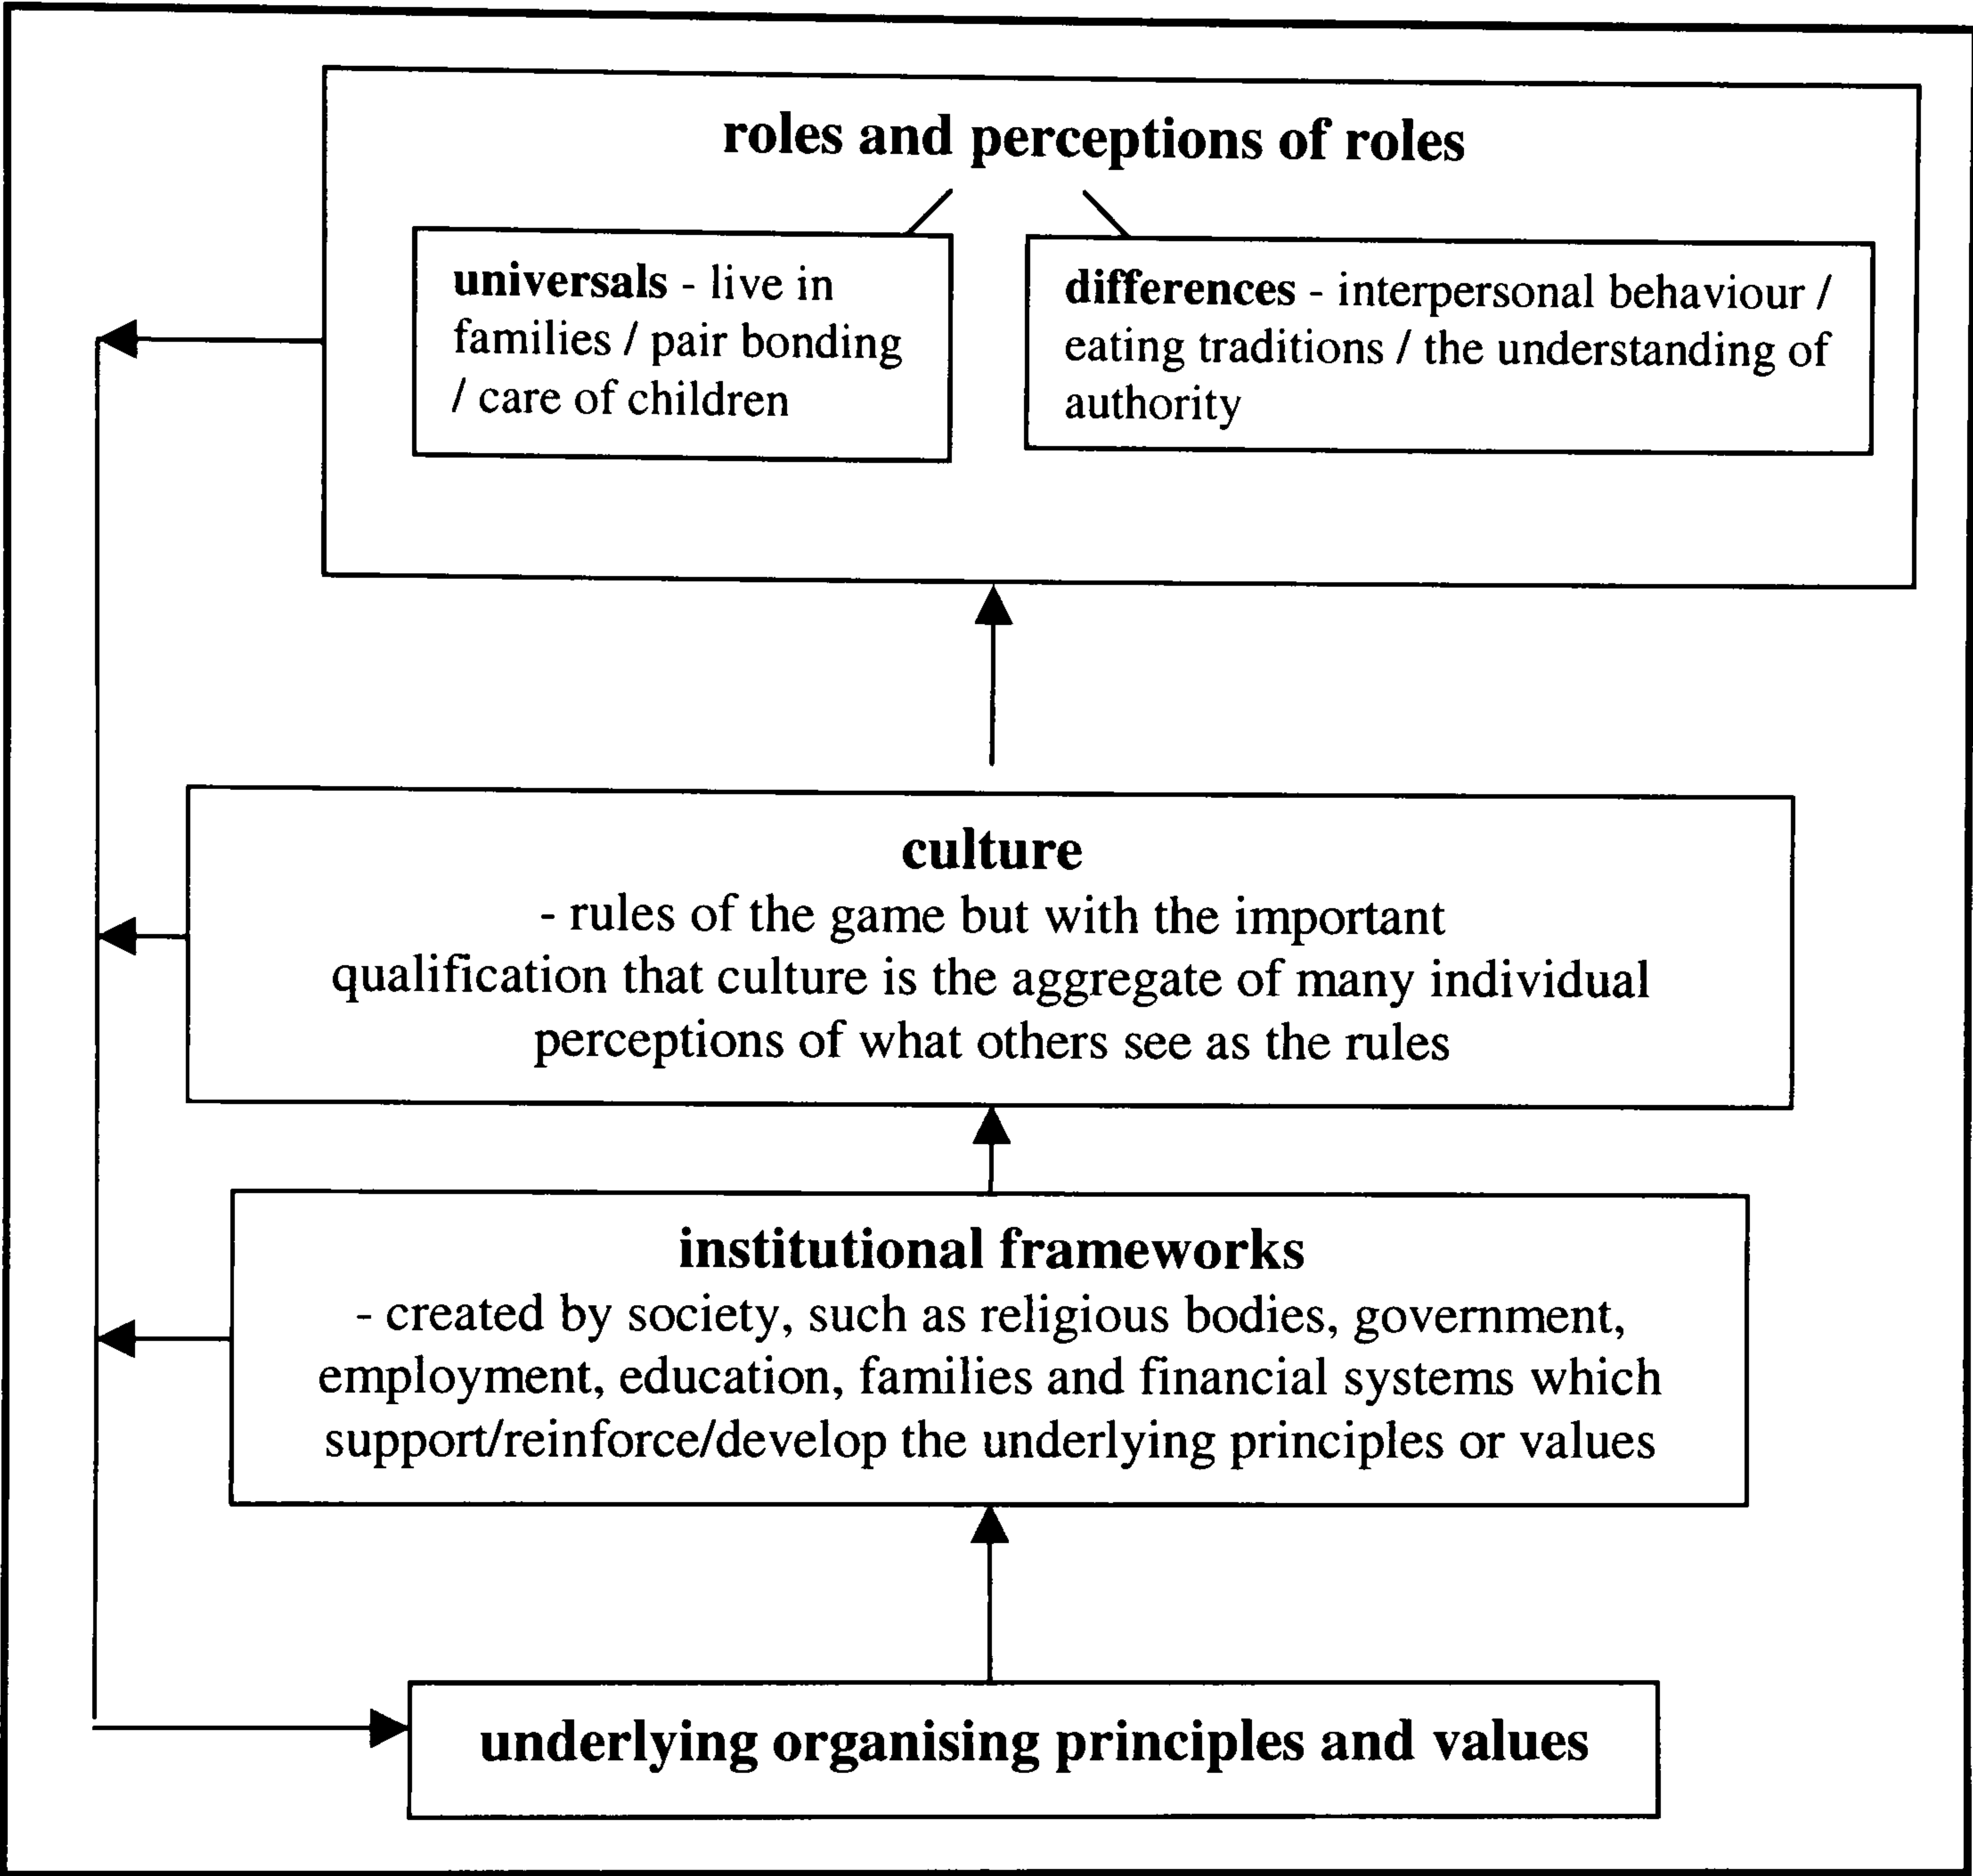 roles and perceptions of roles
universals - live in
families / pair bonding
/ care of children
differences - interpersonal behaviour /
eating traditions / the understanding of
authority
culture
- rules of the game but with the important
qualification that culture is the aggregate of many individual
perceptions of what others see as the rules
institutional frameworks
- created by society, such as religious bodies, government,
employment, education, families and financial systems which
support/reinforce/develop the underlying principles or values
underlying organising principles and values